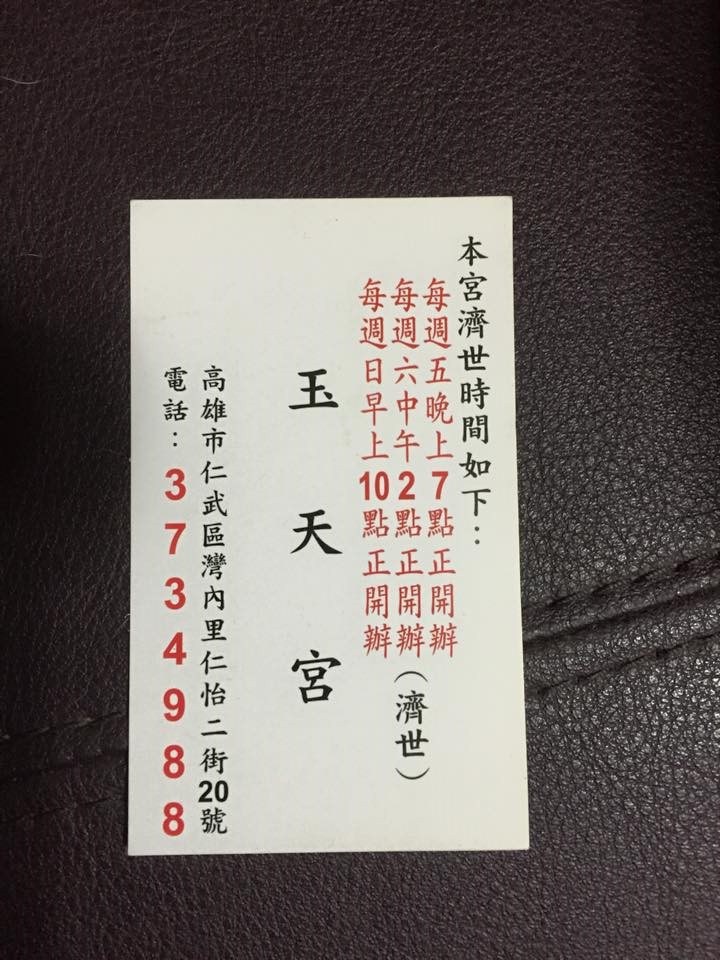 本宮濟世時間如下：
每週五晚上7點正開辦
每週六中午2點正開辦（濟世）
每週日早上10點正開辦
玉天宮
高雄市仁武區灣內里仁怡二街20號
電話：3734988